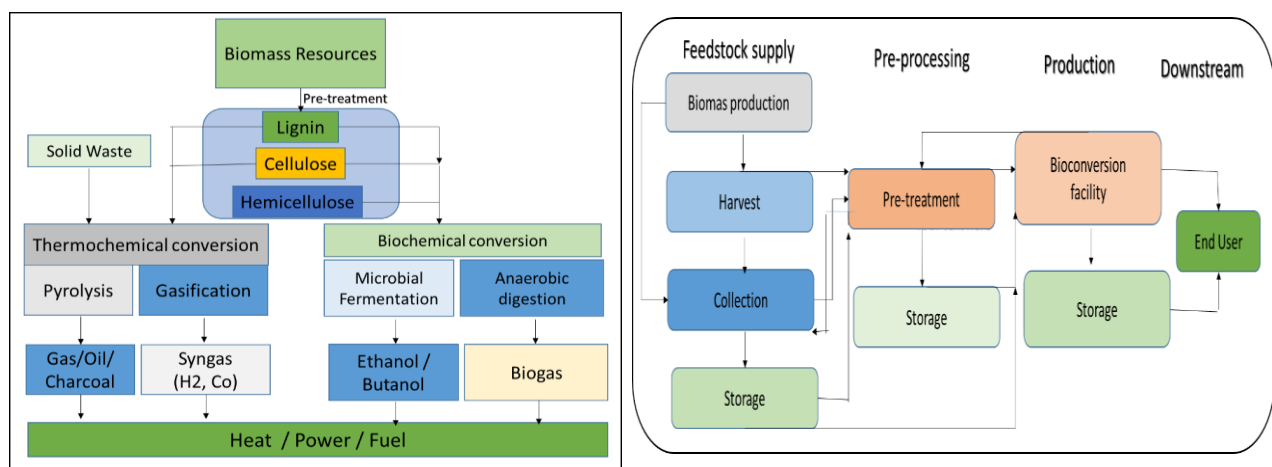 Biomass Resources
Pre-treatment
Lignin
Solid Waste
Cellulose
Hemicellulose
Thermochemical conversion
Biochemical conversion
Pyrolysis
Gasification
Microbial
Fermentation
Anaerobic
digestion
Gas/Oil/
Charcoal
Syngas
(H2, Co)
Ethanol /
Butanol
Biogas
Heat / Power / Fuel
Feedstock supply
Pre-processing
Production
Downstream
Biomas production
Harvest
Pre-treatment
Bioconversion
facility
End User
Collection
Storage
Storage
Storage